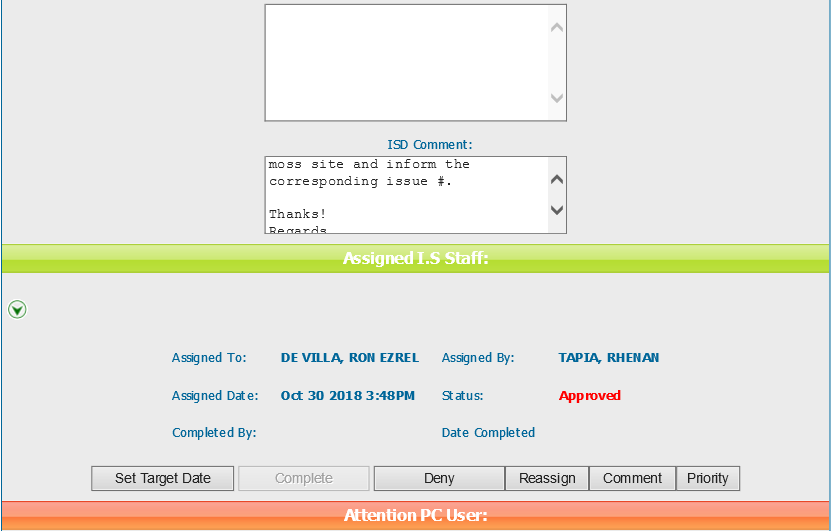 ISD Comment:
moss site and inform the
corresponding issue #.
Thanks!
Regards
Assigned I.S Staff:
Assigned To: DE VILLA, RON EZREL Assigned By: TAPIA, RHENAN
Assigned Date: Oct 30 2018 3:48PM Status: Approved
Completed By: Date Completed
Set Target Date Complete Deny Reassign Comment Priority
Attention PC User: